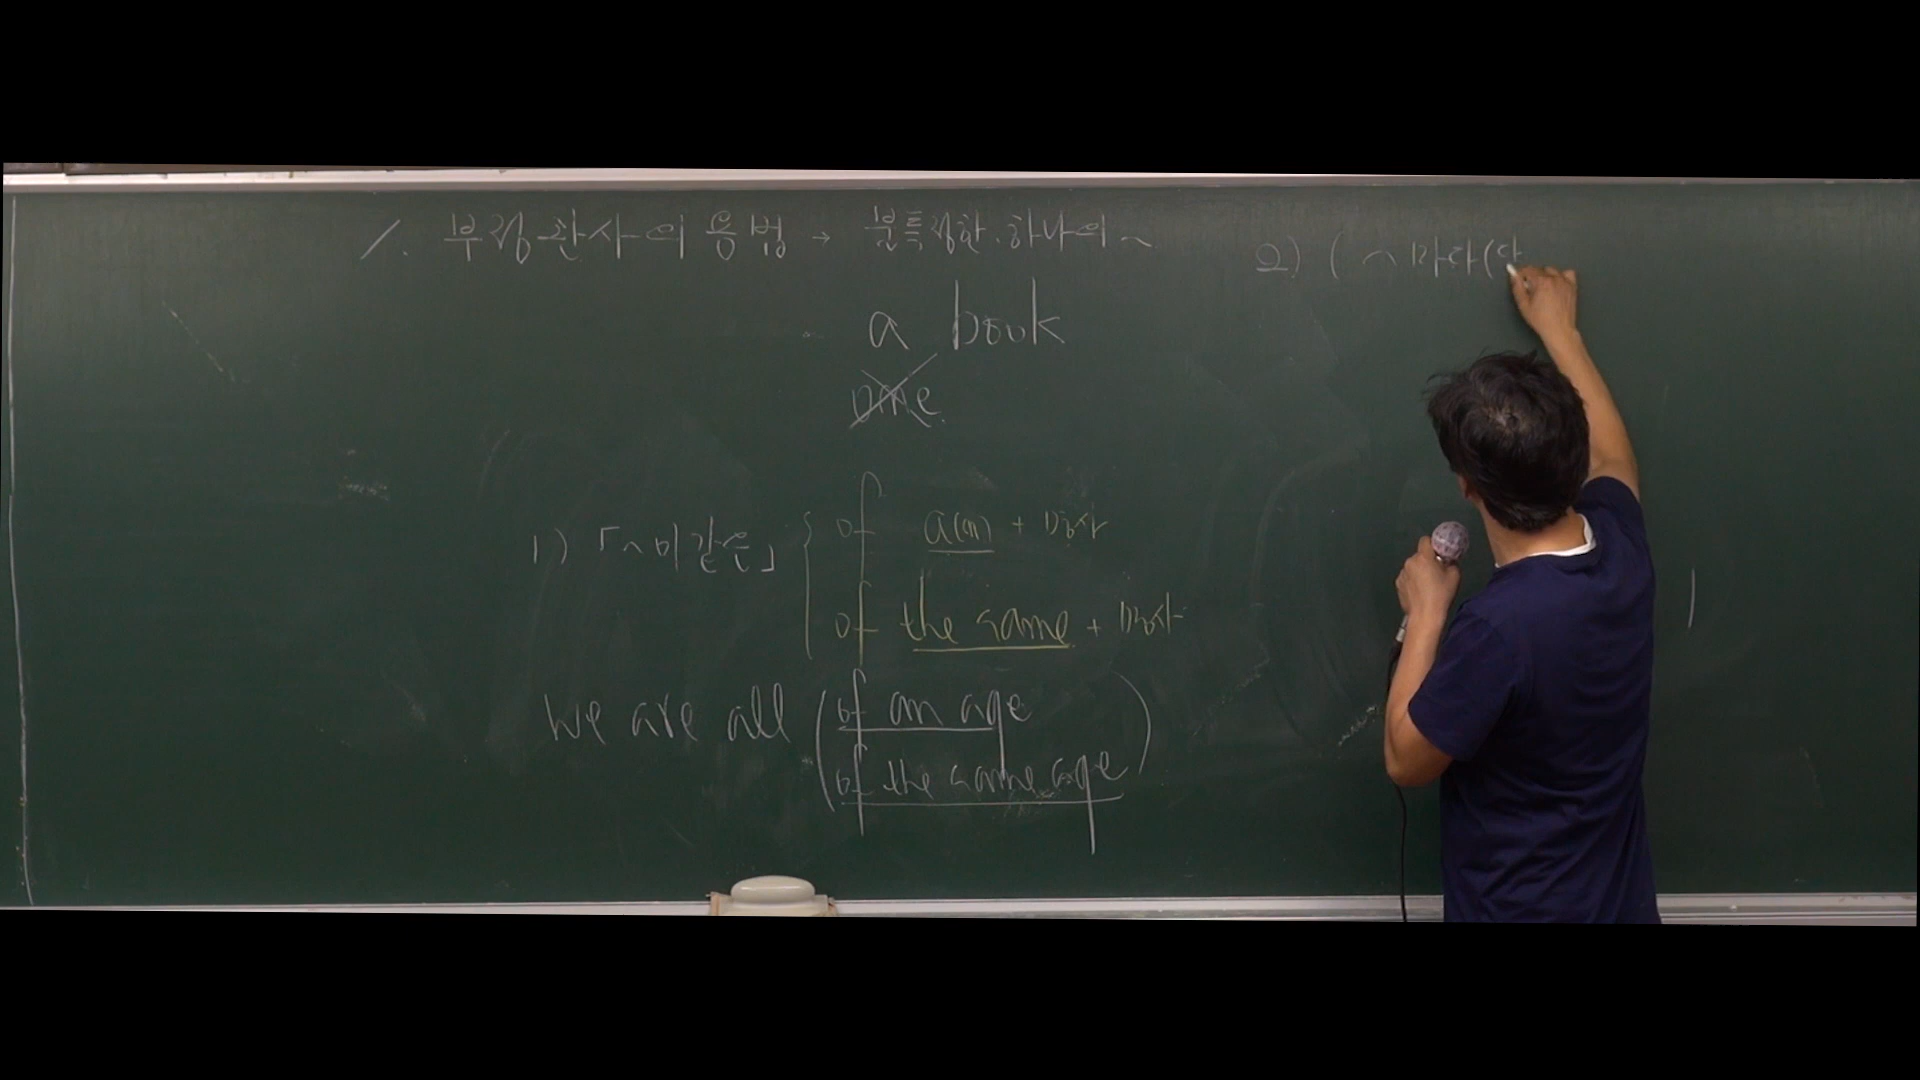 1. 부정관사의 용법 → 불특정한 하나의 ~
a book
one
1) 「~이 같은」
of a(n) + 명사
of the same + 명사
We are all (of an age
of the same age)
2) ( ~마다(당